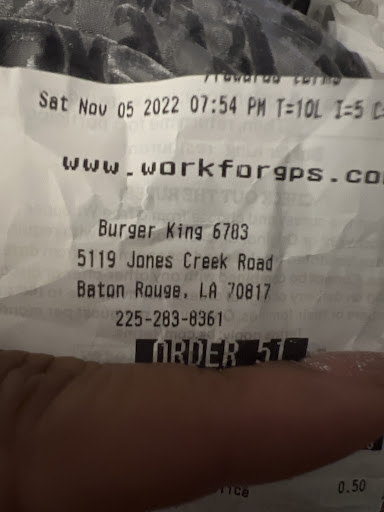 Sat Nov 05 2022 07:54 PM T=10L I=5 C
www.workforgps.co
Burger King 6783
5119 Jones Creek Road
Baton Rouge, LA 70817
225-283-8361
ORDER 51
0.50